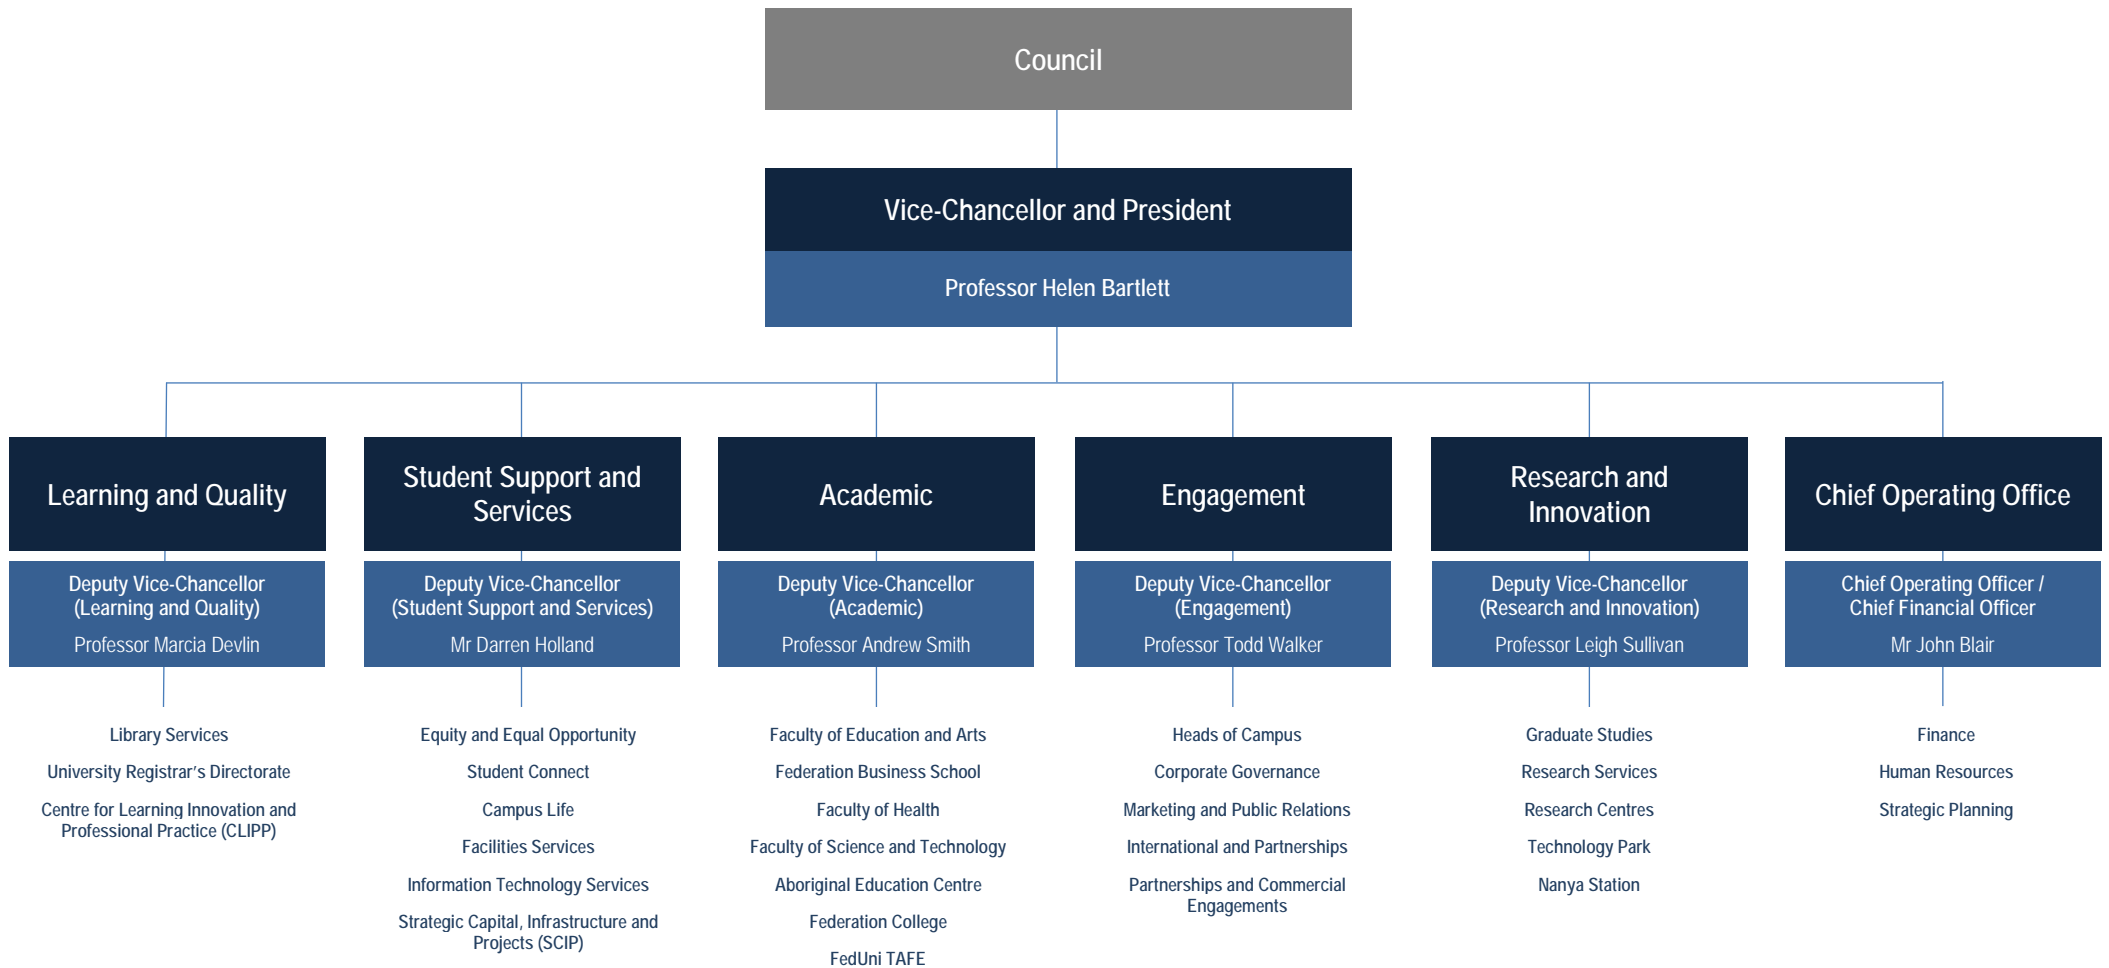 Council
Vice-Chancellor and President
Professor Helen Bartlett
Learning and Quality
Deputy Vice-Chancellor
(Learning and Quality)
Professor Marcia Devlin
Library Services
University Registrar's Directorate
Centre for Learning Innovation and
Professional Practice (CLIPP)
Student Support and
Services
Deputy Vice-Chancellor
(Student Support and Services)
Mr Darren Holland
Equity and Equal Opportunity
Student Connect
Campus Life
Facilities Services
Information Technology Services
Strategic Capital, Infrastructure and
Projects (SCIP)
Academic
Deputy Vice-Chancellor
(Academic)
Professor Andrew Smith
Faculty of Education and Arts
Federation Business School
Faculty of Health
Faculty of Science and Technology
Aboriginal Education Centre
Federation College
FedUni TAFE
Engagement
Deputy Vice-Chancellor
(Engagement)
Professor Todd Walker
Heads of Campus
Corporate Governance
Marketing and Public Relations
International and Partnerships
Partnerships and Commercial
Engagements
Research and
Innovation
Deputy Vice-Chancellor
(Research and Innovation)
Professor Leigh Sullivan
Graduate Studies
Research Services
Research Centres
Technology Park
Nanya Station
Chief Operating Office
Chief Operating Officer /
Chief Financial Officer
Mr John Blair
Finance
Human Resources
Strategic Planning